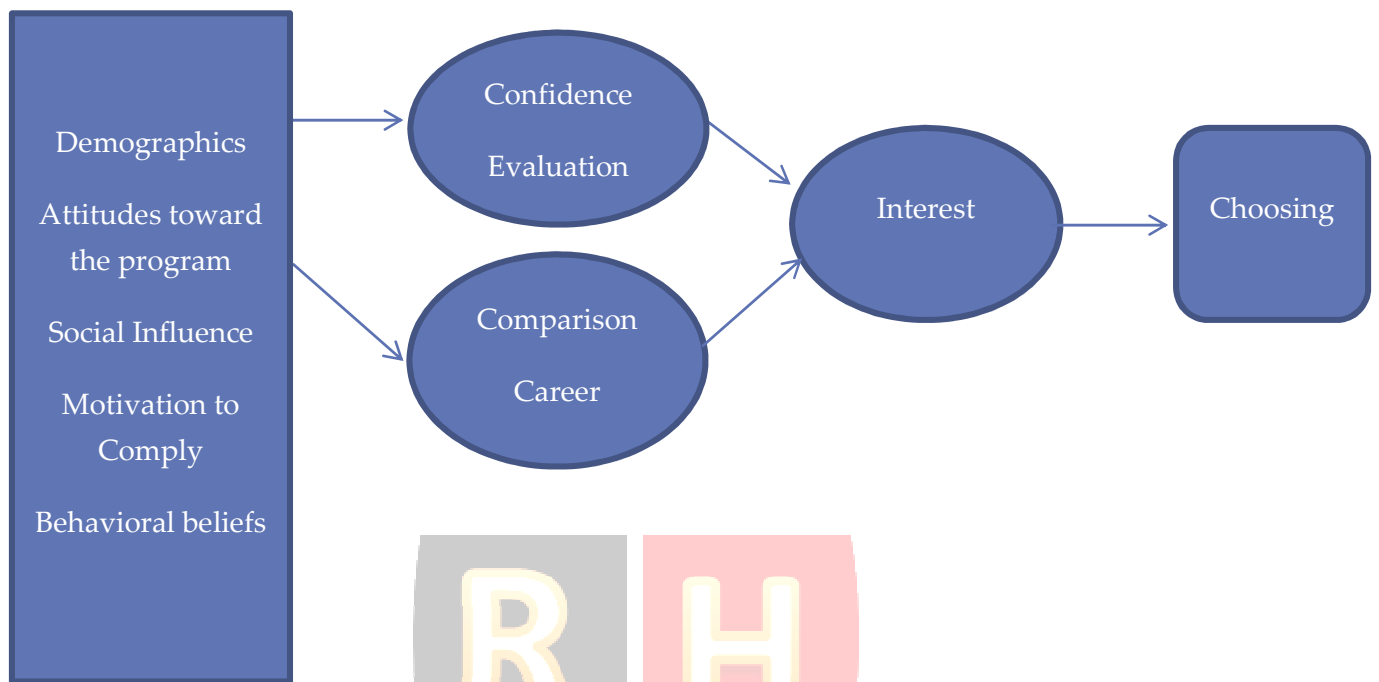 Demographics
Attitudes toward
the program
Social Influence
Motivation to
Comply
Behavioral beliefs
Confidence
Evaluation
Comparison
Career
Interest
Choosing
R H